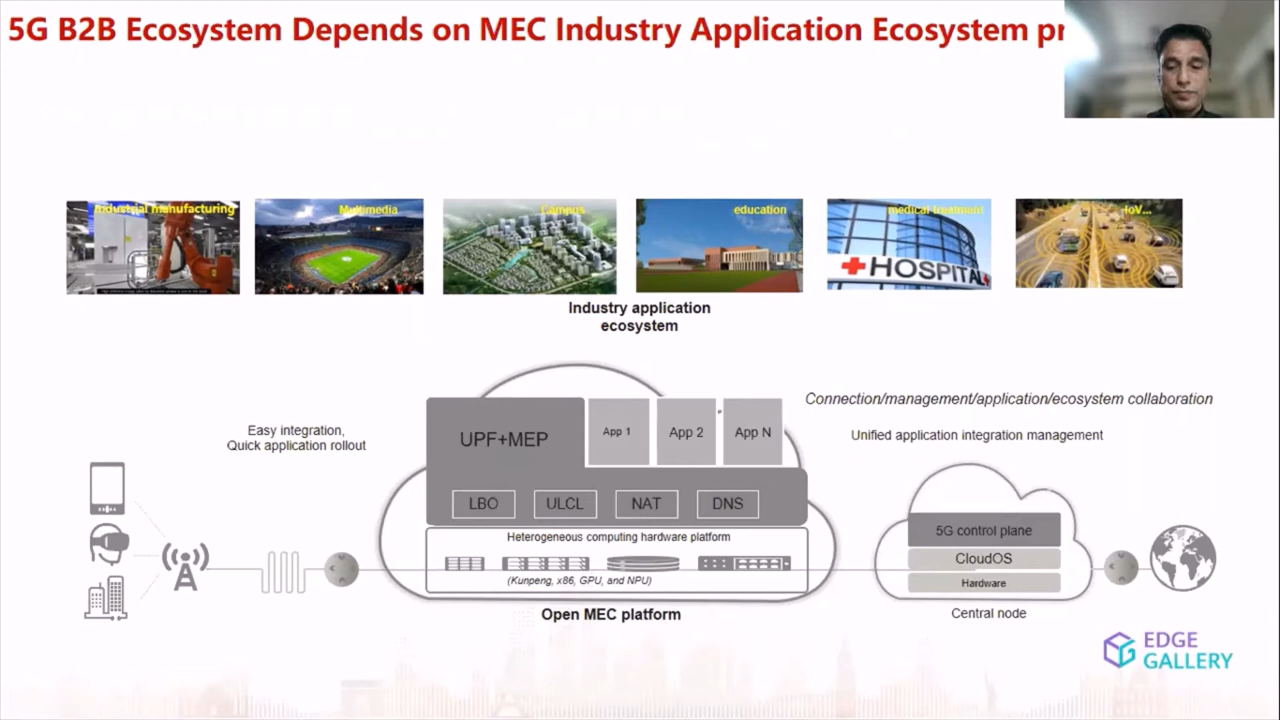 5G B2B Ecosystem Depends on MEC Industry Application Ecosystem pr
Industrial manufacturing
Multimedia
Campus
education
medical treatment
IoV...
HOSPITAL
Industry application
ecosystem
Connection/management/application/ecosystem collaboration
Easy integration,
Quick application rollout
UPF+MEP
App 1
App 2
App N
Unified application integration management
LBO
ULCL
NAT
DNS
Heterogeneous computing hardware platform
(Kunpeng, x86, GPU, and NPU)
Open MEC platform
5G control plane
CloudOS
Hardware
Central node
EDGE
GALLERY